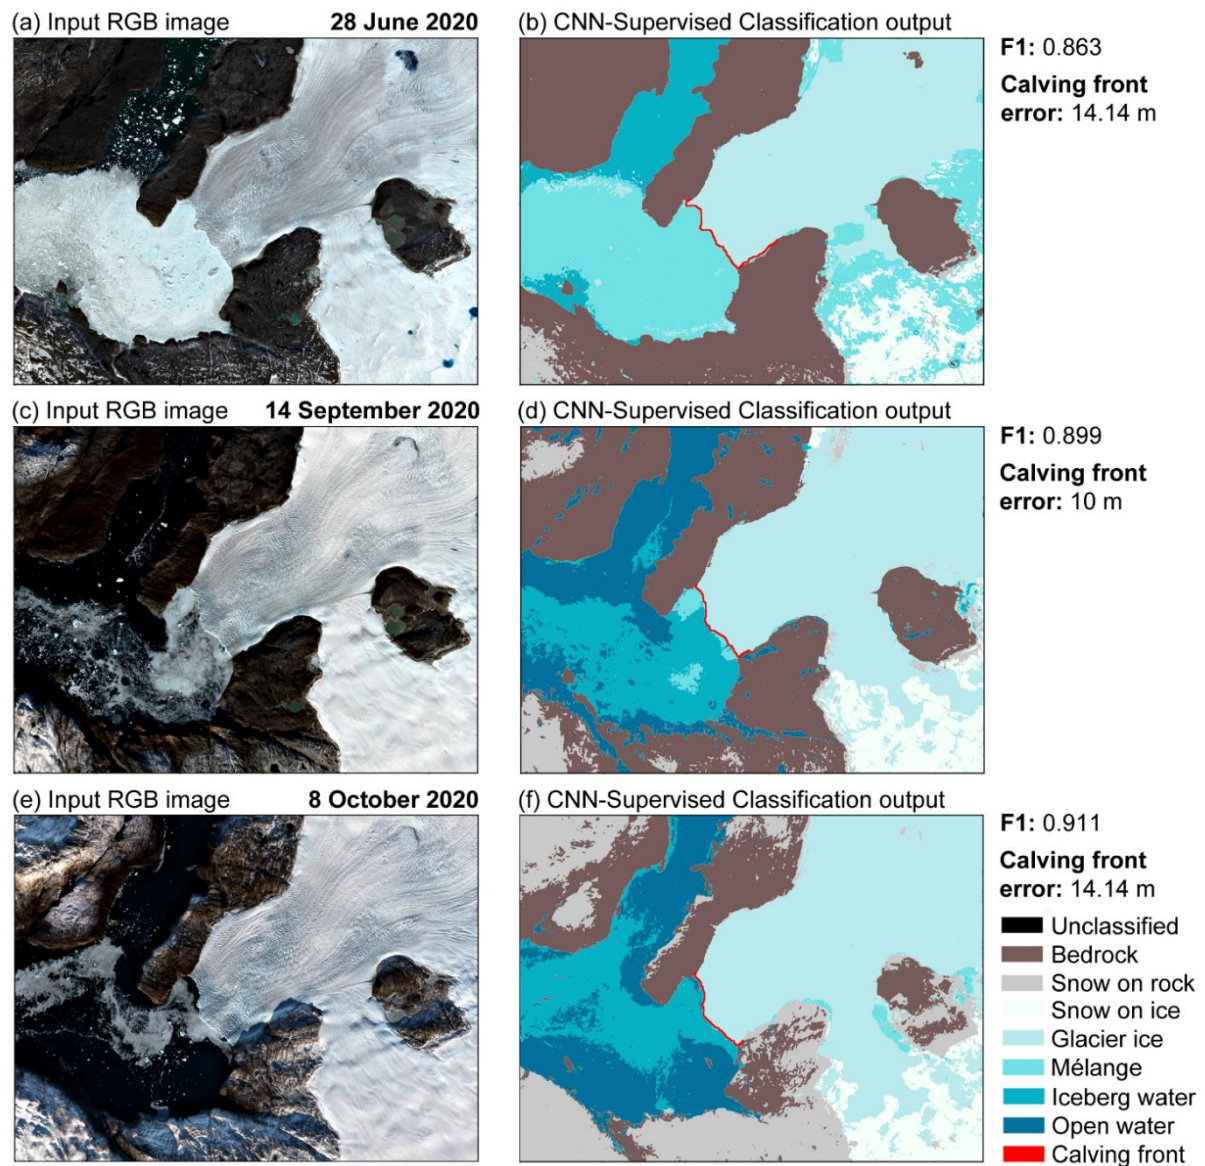 (a) Input RGB image 28 June 2020
(b) CNN-Supervised Classification output
F1: 0.863
Calving front
error: 14.14 m
(c) Input RGB image 14 September 2020
(d) CNN-Supervised Classification output
F1: 0.899
Calving front
error: 10 m
(e) Input RGB image 8 October 2020
(f) CNN-Supervised Classification output
F1: 0.911
Calving front
error: 14.14 m
Unclassified
Bedrock
Snow on rock
Snow on ice
Glacier ice
Mélange
Iceberg water
Open water
Calving front